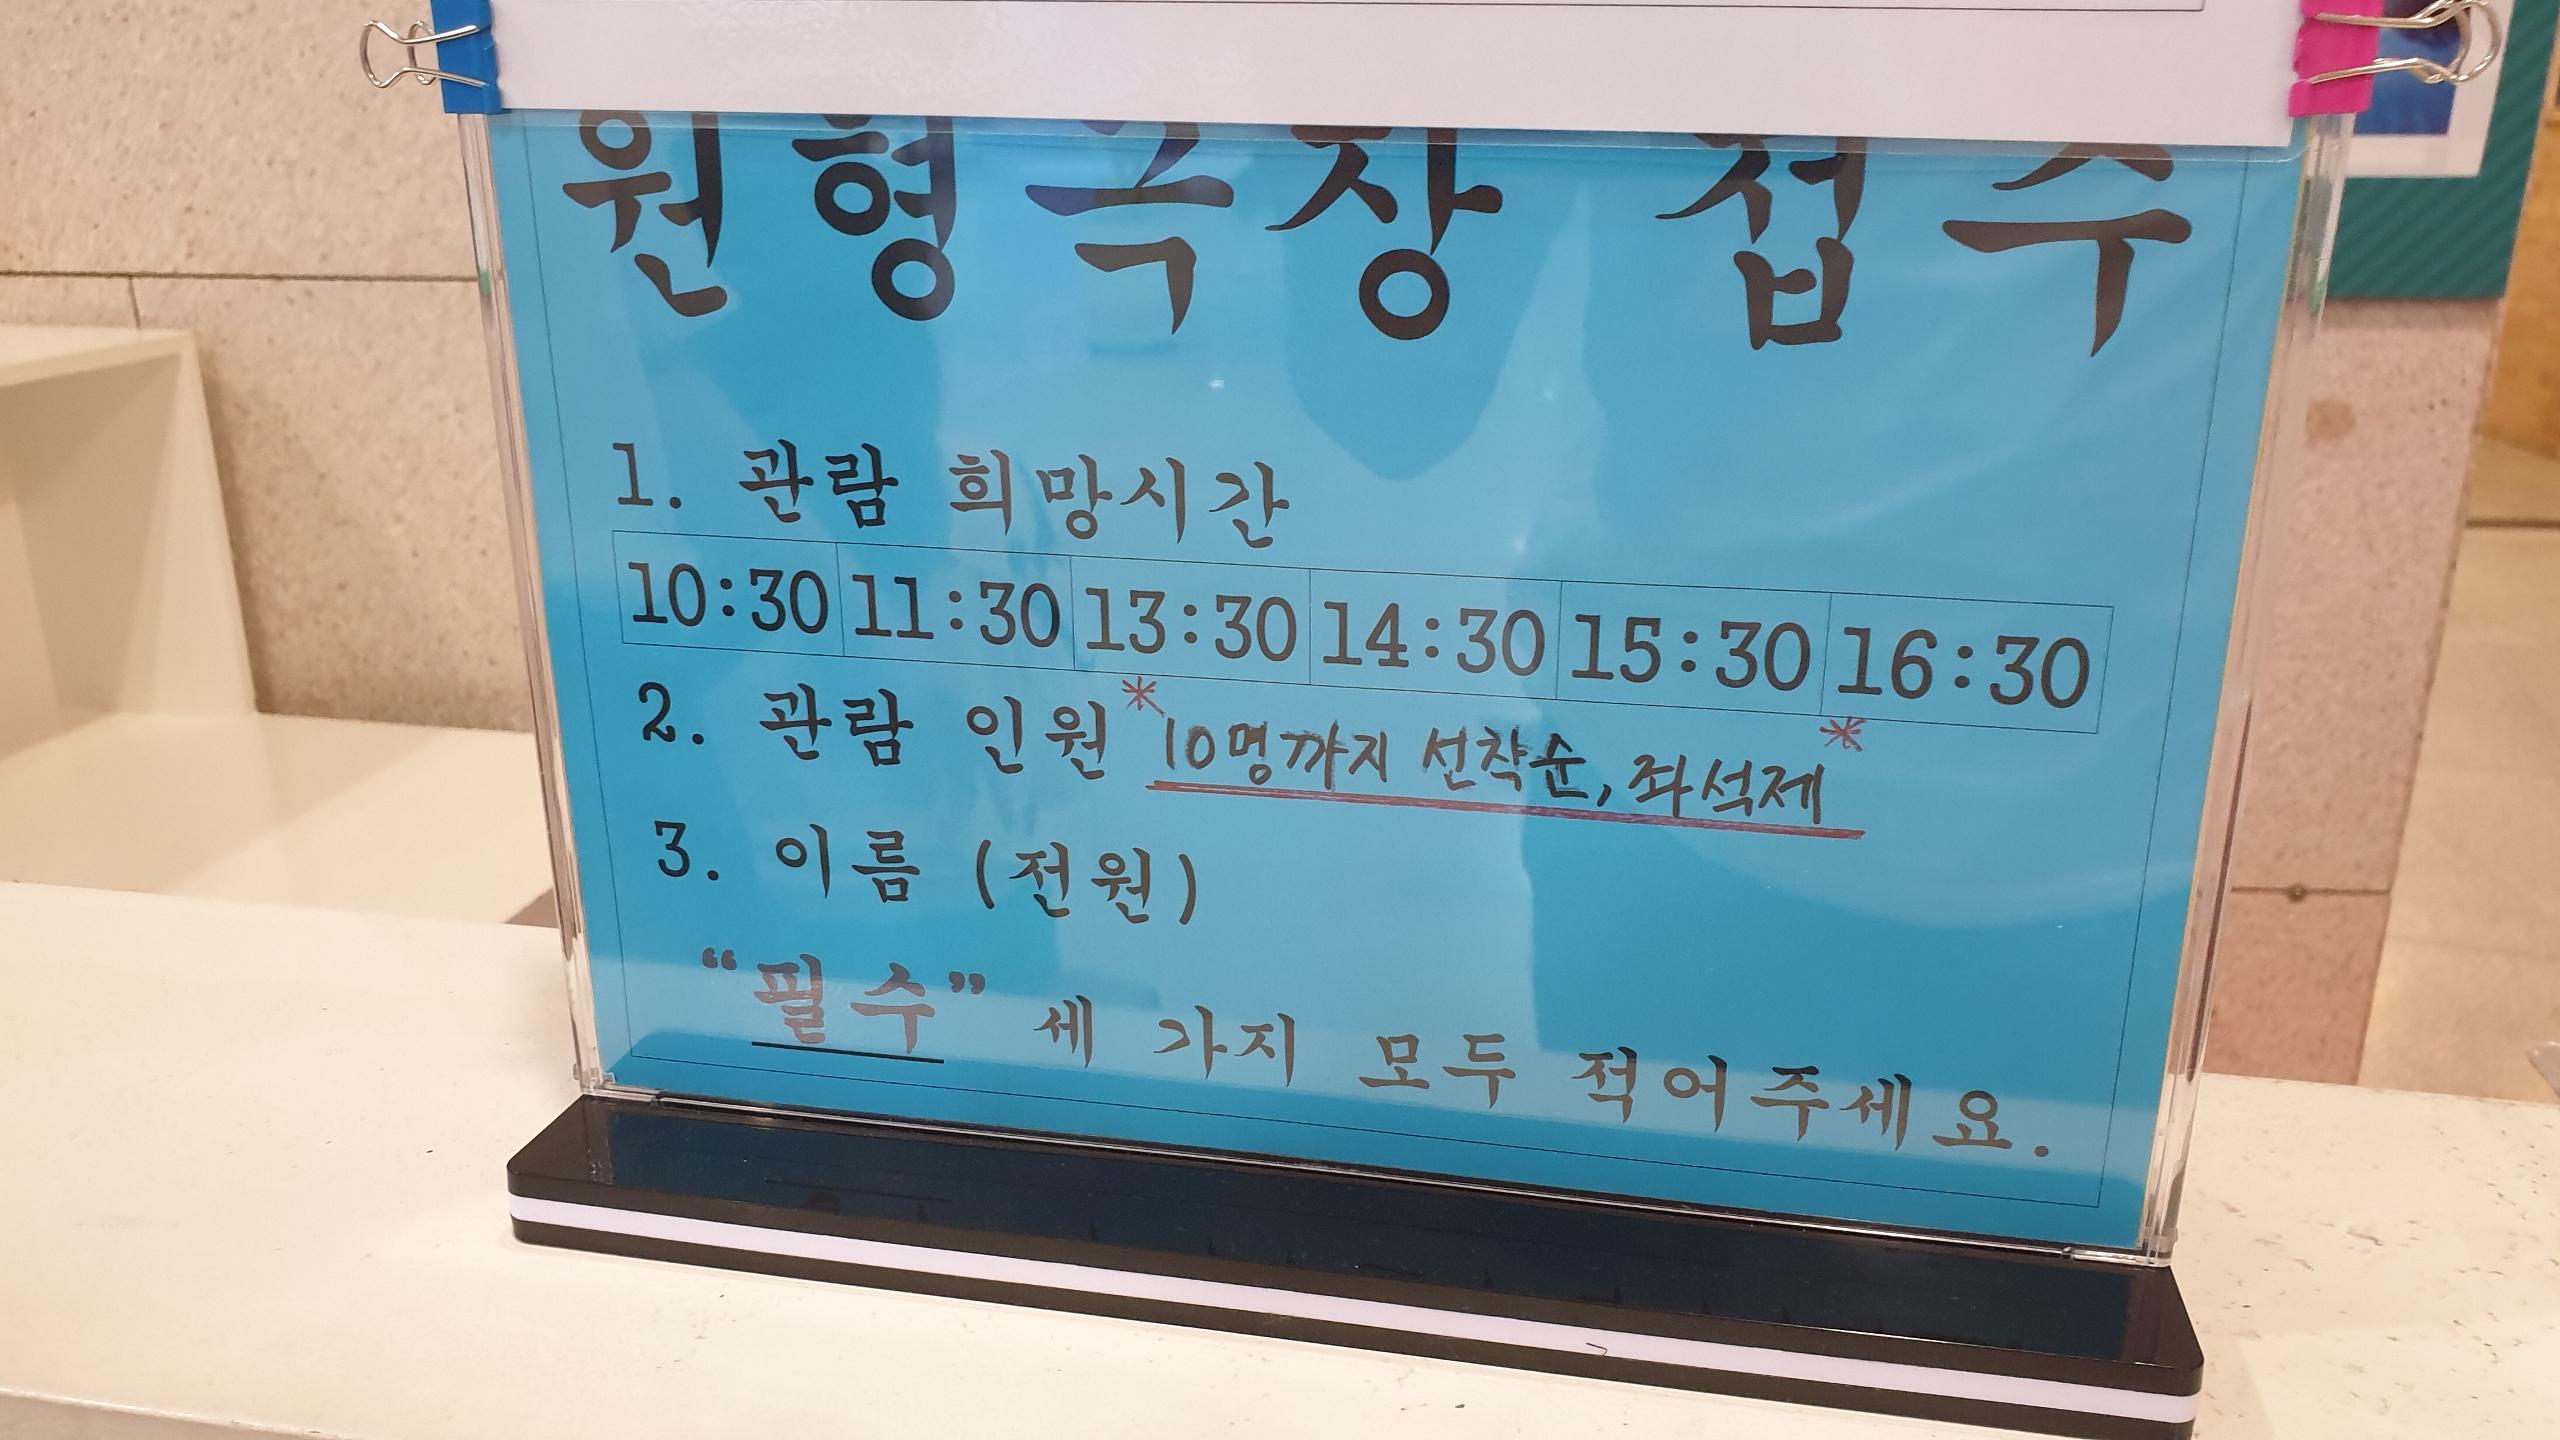 원형극장 접수
1. 관람 희망시간
10:30 11:30 13:30 14:30 15:30 16:30
2. 관람 인원 *10명까지 선착순, 좌석제*
3. 이름 (전원)
“필수” 세 가지 모두 적어주세요.